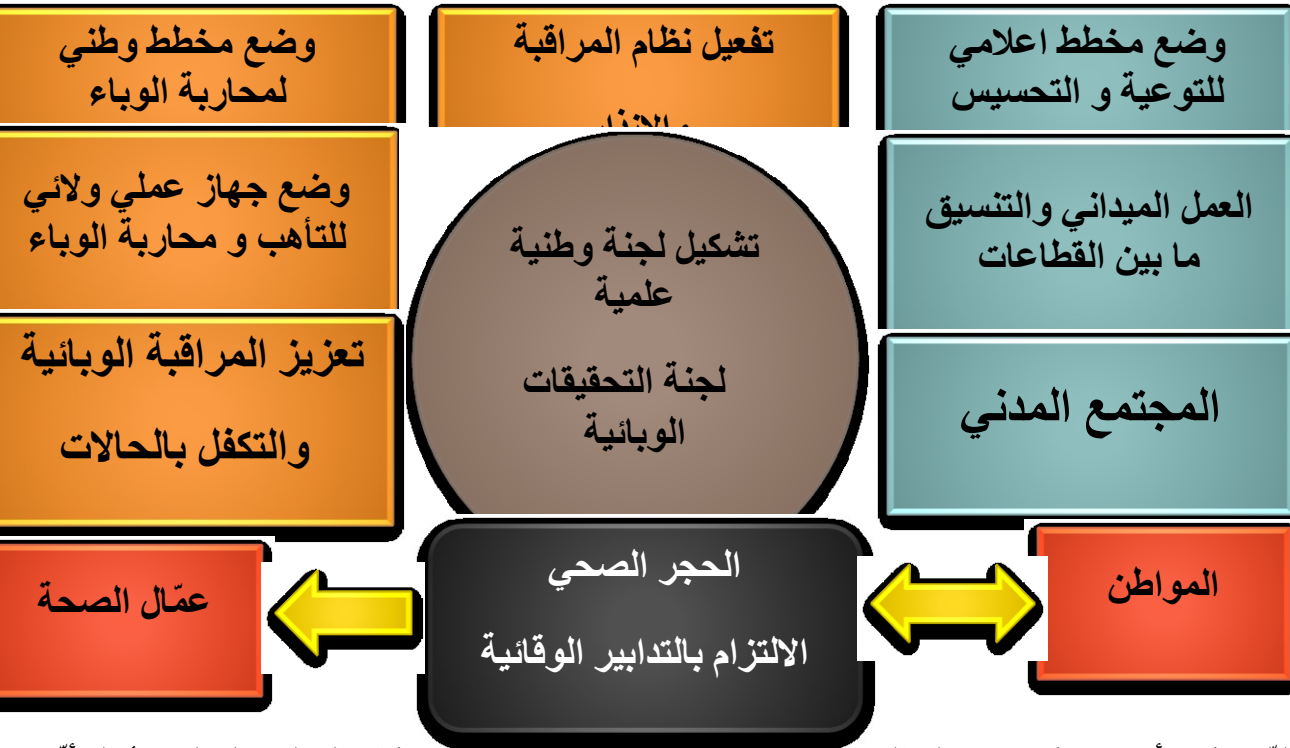 وضع مخطط اعلامي
للتوعية و التحسيس
تفعيل نظام المراقبة
وضع مخطط وطني
لمحاربة الوباء
العمل الميداني والتنسيق
ما بين القطاعات
تشكيل لجنة وطنية
علمية
لجنة التحقيقات
الوبائية
وضع جهاز عملي ولائي
للتأهب و محاربة الوباء
المجتمع المدني
تعزيز المراقبة الوبائية
والتكفل بالحالات
المواطن
الحجر الصحي
الالتزام بالتدابير الوقائية
عمّال الصحة